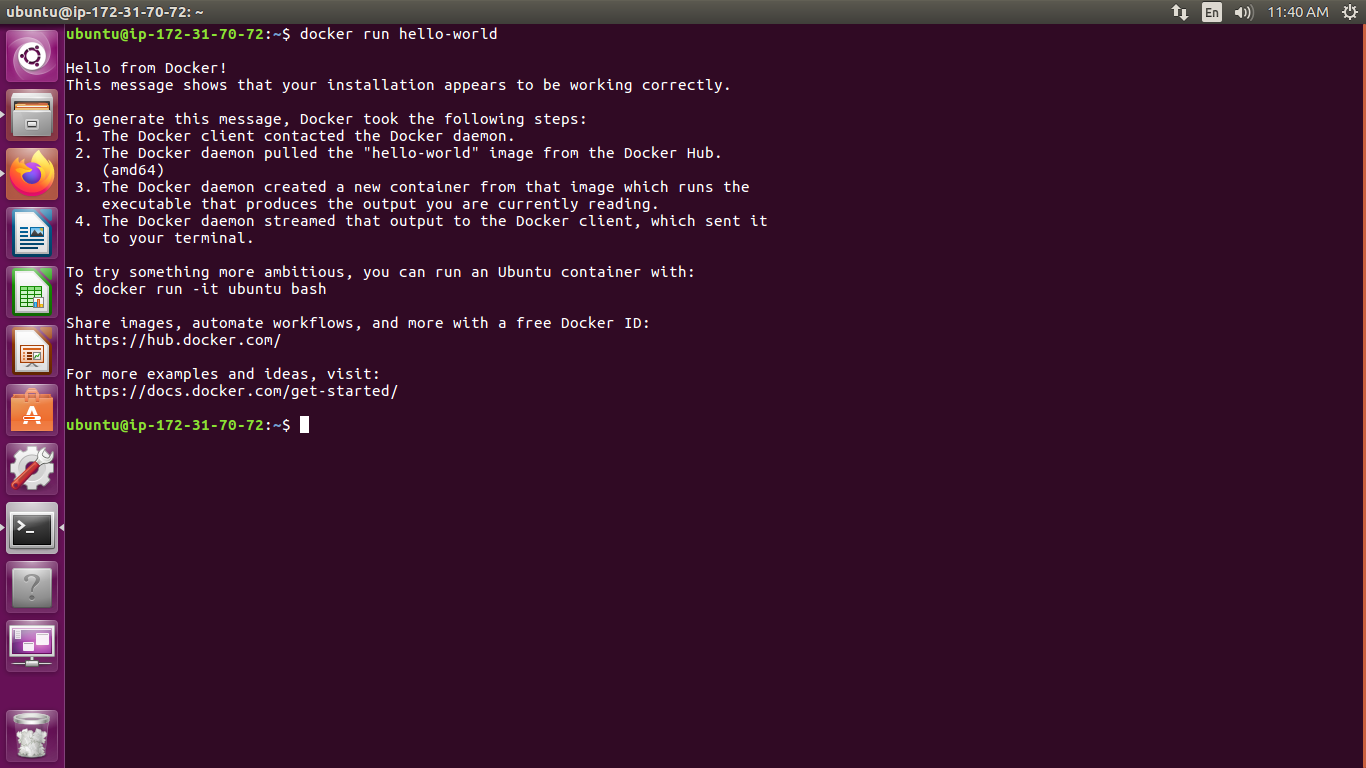 ubuntu@ip-172-31-70-72: ~
En
11:40 AM
ubuntu@ip-172-31-70-72:~$ docker run hello-world
Hello from Docker!
This message shows that your installation appears to be working correctly.
To generate this message, Docker took the following steps:
1. The Docker client contacted the Docker daemon.
2. The Docker daemon pulled the "hello-world" image from the Docker Hub.
(amd64)
3. The Docker daemon created a new container from that image which runs the
executable that produces the output you are currently reading.
4. The Docker daemon streamed that output to the Docker client, which sent it
to your terminal.
To try something more ambitious, you can run an Ubuntu container with:
$ docker run -it ubuntu bash
Share images, automate workflows, and more with a free Docker ID:
https://hub.docker.com/
For more examples and ideas, visit:
https://docs.docker.com/get-started/
ubuntu@ip-172-31-70-72:~$